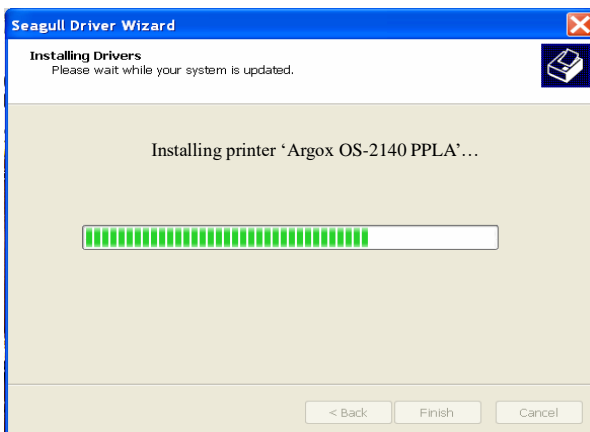 Seagull Driver Wizard
Installing Drivers
Please wait while your system is updated.
Installing printer ‘Argox OS-2140 PPLA’…
< Back
Finish
Cancel